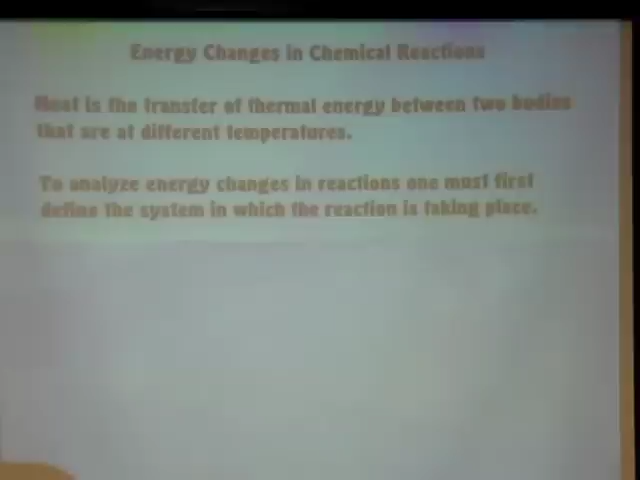 Energy Changes in Chemical Reactions
Heat is the transfer of thermal energy between two bodies
that are at different temperatures.
To analyze energy changes in reactions one must first
define the system in which the reaction is taking place.